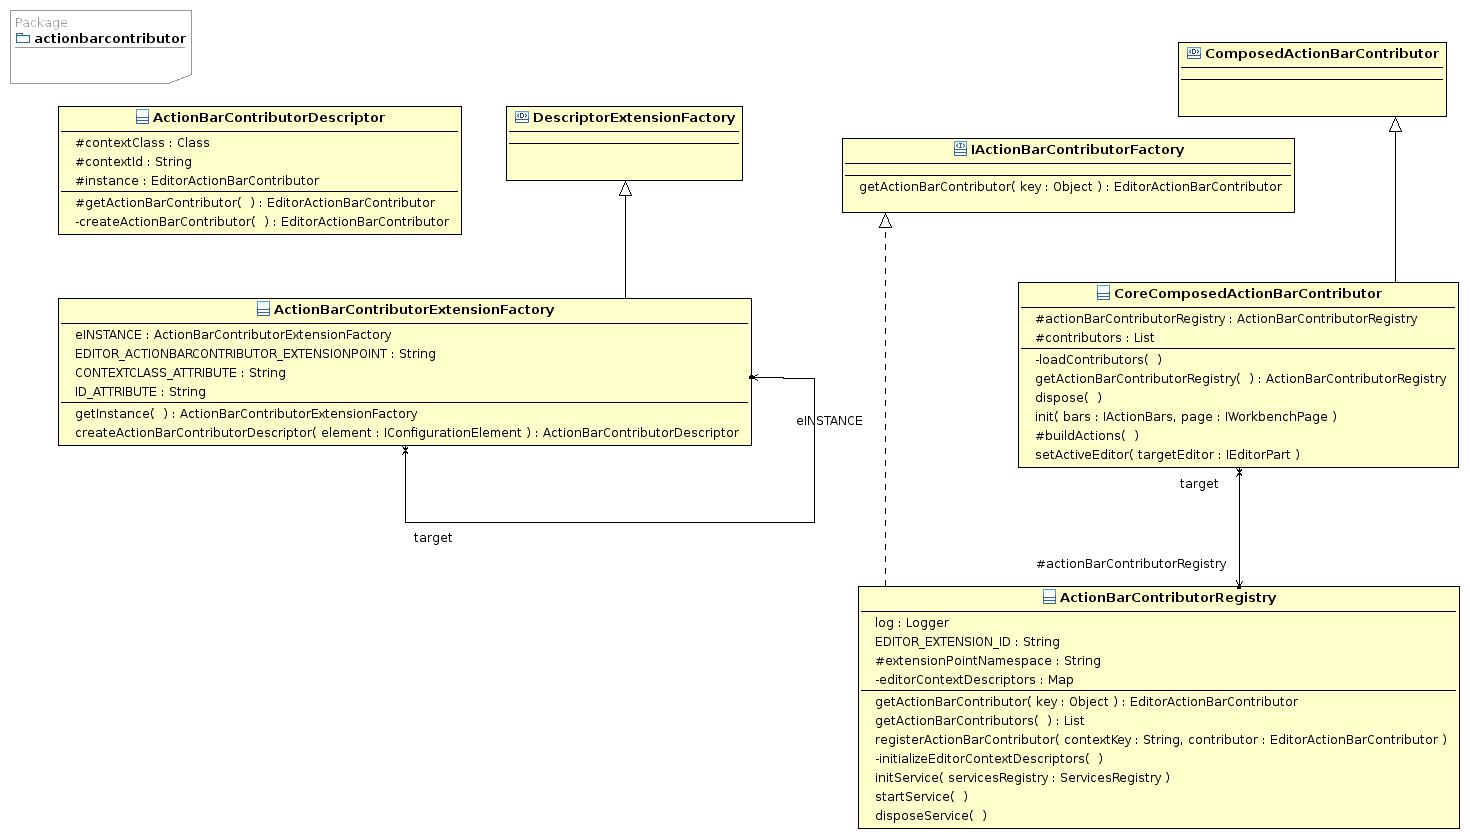 Package
actionbarcontributor
ComposedActionBarContributor
ActionBarContributorDescriptor
#contextClass : Class
#contextId : String
#instance : EditorActionBarContributor
#getActionBarContributor(  ) : EditorActionBarContributor
-createActionBarContributor(  ) : EditorActionBarContributor
DescriptorExtensionFactory
IActionBarContributorFactory
getActionBarContributor( key : Object ) : EditorActionBarContributor
ActionBarContributorExtensionFactory
eINSTANCE : ActionBarContributorExtensionFactory
EDITOR_ACTIONBARCONTRIBUTOR_EXTENSIONPOINT : String
CONTEXTCLASS_ATTRIBUTE : String
ID_ATTRIBUTE : String
getInstance(  ) : ActionBarContributorExtensionFactory
createActionBarContributorDescriptor( element : IConfigurationElement ) : ActionBarContributorDescriptor
eINSTANCE
target
CoreComposedActionBarContributor
#actionBarContributorRegistry : ActionBarContributorRegistry
#contributors : List
-loadContributors(  )
getActionBarContributorRegistry(  ) : ActionBarContributorRegistry
dispose(  )
init( bars : IActionBars, page : IWorkbenchPage )
#buildActions(  )
setActiveEditor( targetEditor : IEditorPart )
target
#actionBarContributorRegistry
ActionBarContributorRegistry
log : Logger
EDITOR_EXTENSION_ID : String
#extensionPointNamespace : String
-editorContextDescriptors : Map
getActionBarContributor( key : Object ) : EditorActionBarContributor
getActionBarContributors(  ) : List
registerActionBarContributor( contextKey : String, contributor : EditorActionBarContributor )
-initializeEditorContextDescriptors(  )
initService( servicesRegistry : ServicesRegistry )
startService(  )
disposeService(  )